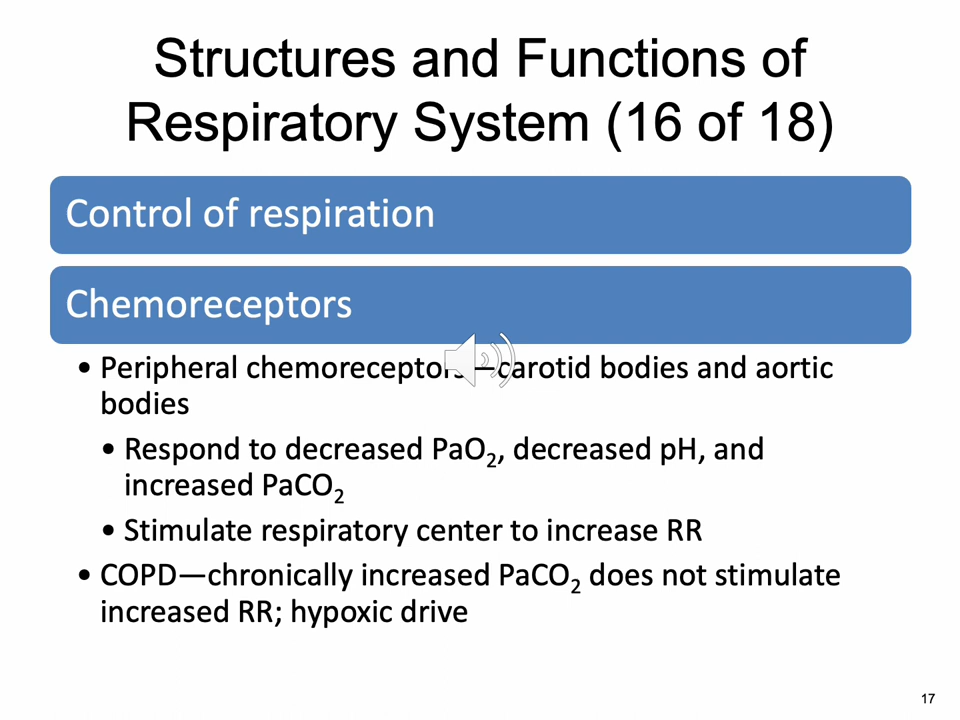 Structures and Functions of
Respiratory System (16 of 18)
Control of respiration
Chemoreceptors
• Peripheral chemoreceptors—carotid bodies and aortic
bodies
• Respond to decreased PaO₂, decreased pH, and
increased PaCO₂
• Stimulate respiratory center to increase RR
• COPD—chronically increased PaCO₂ does not stimulate
increased RR; hypoxic drive
17